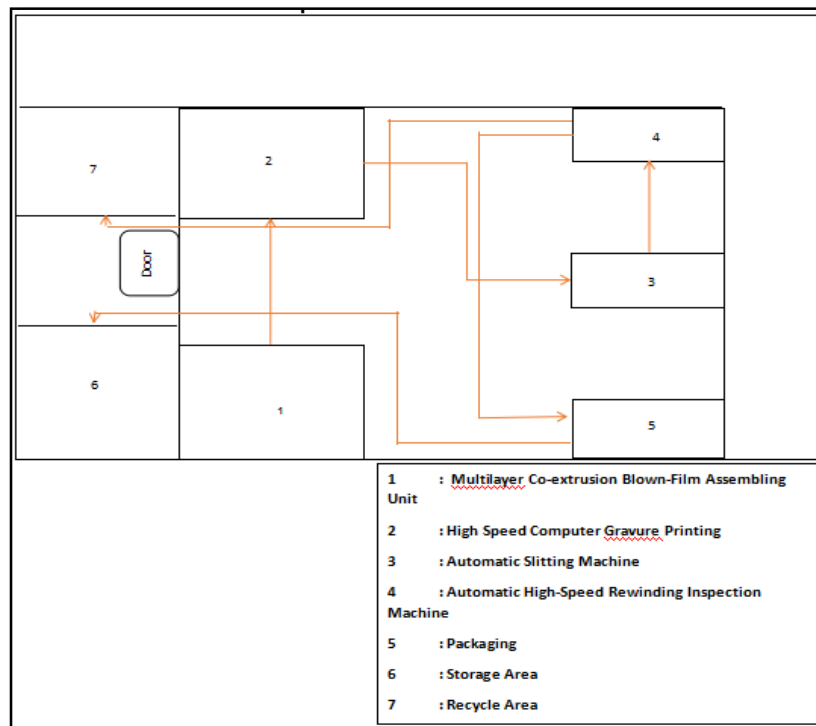 2
4
7
Door
3
6
1
5
1 : Multilayer Co-extrusion Blown-Film Assembling
Unit
2 : High Speed Computer Gravure Printing
3 : Automatic Slitting Machine
4 : Automatic High-Speed Rewinding Inspection
Machine
5 : Packaging
6 : Storage Area
7 : Recycle Area